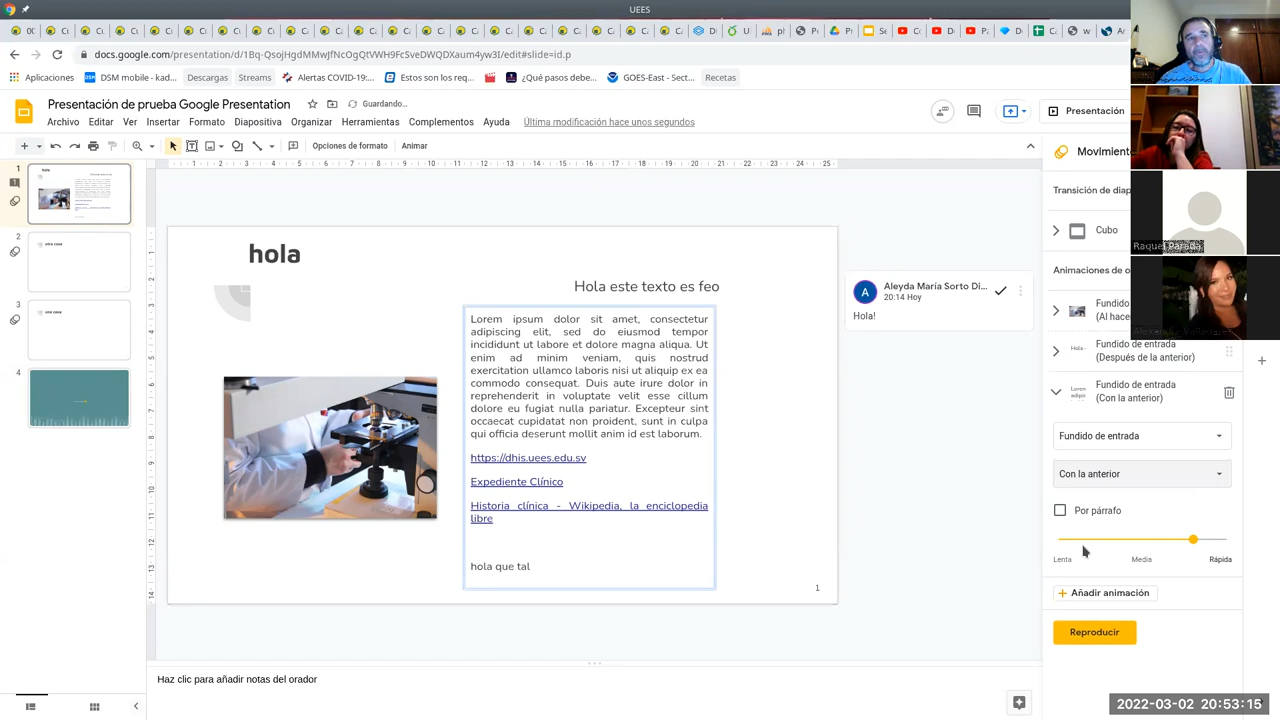 UEES
docs.google.com/presentation/d/1Bq-QsojHgdMMwJfNcOgQtVWH9FcSveDWQDXaum4yw3I/edit#slide=id.p
Aplicaciones
DSM mobile - kad...
Descargas
Streams
Alertas COVID-19:...
Estos son los req...
¿Qué pasos debe...
GOES-East - Sect...
Recetas
Presentación de prueba Google Presentation
Guardando...
Archivo
Editar
Ver
Insertar
Formato
Diapositiva
Or
Herramientas
Complementos
Ayuda
Última modificación hace unos segundos
Presentación
Opciones de formato
Animar
Movimie
Transición de diap
Cubo
Animaciones de o
Fundido
(Al hace
Fundido de entrada
(Después de la anterior)
Fundido de entrada
(Con la anterior)
Fundido de entrada
Con la anterior
Por párrafo
Lenta
Media
Rápida
Añadir animación
Reproducir
hola
Hola este texto es feo
Lorem ipsum dolor sit amet, consectetur
adipiscing elit, sed do eiusmod tempor
incididunt ut labore et dolore magna aliqua. Ut
enim ad minim veniam, quis nostrud
exercitation ullamco laboris nisi ut aliquip ex ea
commodo consequat. Duis aute irure dolor in
reprehenderit in voluptate velit esse cillum
dolore eu fugiat nulla pariatur. Excepteur sint
occaecat cupidatat non proident, sunt in culpa
qui officia deserunt mollit anim id est laborum.
https://dhis.uees.edu.sv
Expediente Clínico
Historia clínica - Wikipedia, la enciclopedia
libre
hola que tal
1
Aleyda María Sorto Di...
20:14 Hoy
Hola!
Raquel Parada
Haz clic para añadir notas del orador
2022-03-02 20:53:15